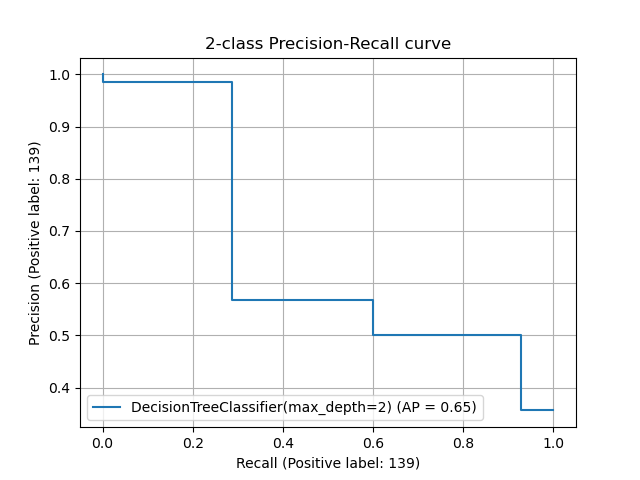 2-class Precision-Recall curve
1.0
0.9
0.8
0.7
0.6
0.5
0.4
Precision (Positive label: 139)
DecisionTreeClassifier(max_depth=2) (AP = 0.65)
0.0 0.2 0.4 0.6 0.8 1.0
Recall (Positive label: 139)